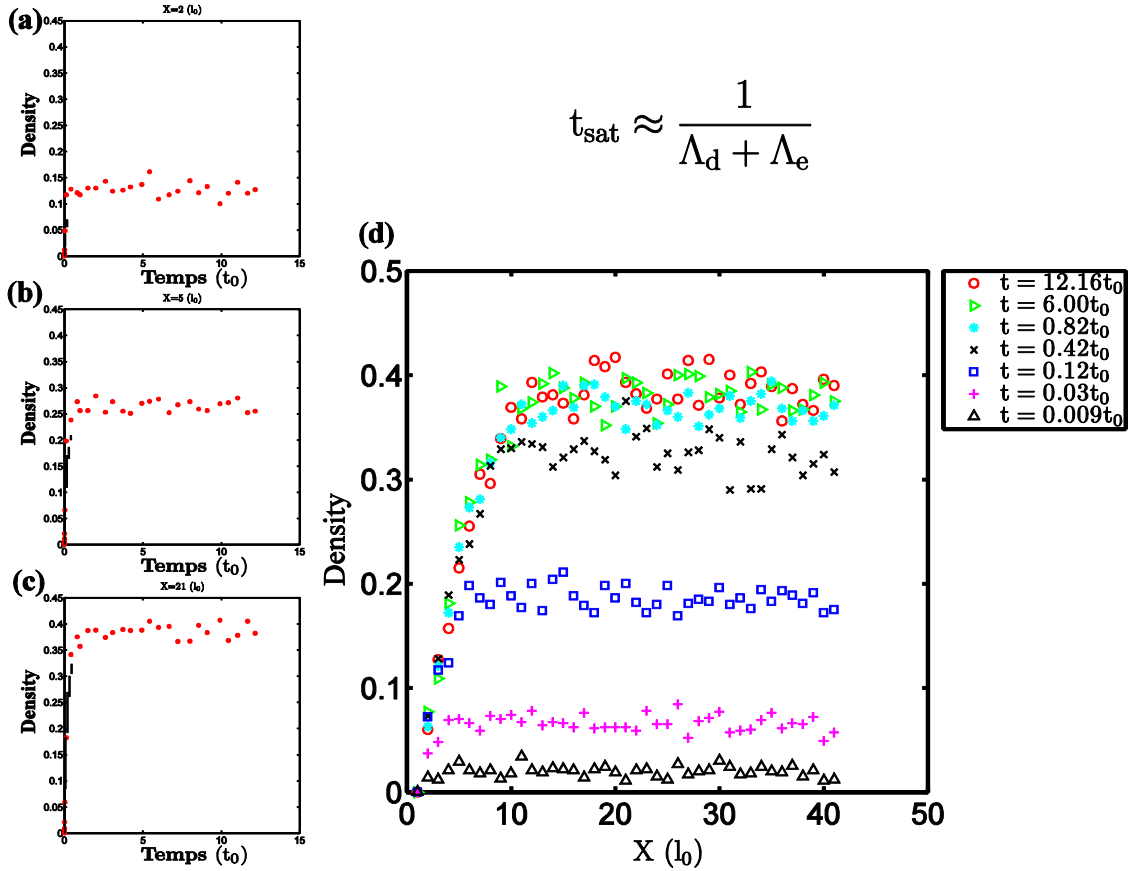 (a)
X=2 (l₀)
0.45
0.4
0.35
0.3
0.25
0.2
0.15
0.1
0.05
0
Density
0 5 10 15
Temps (t₀)
(b)
X=5 (l₀)
0.45
0.4
0.35
0.3
0.25
0.2
0.15
0.1
0.05
0
Density
0 5 10 15
Temps (t₀)
(c)
X=21 (l₀)
0.45
0.4
0.35
0.3
0.25
0.2
0.15
0.1
0.05
0
Density
0 5 10 15
Temps (t₀)
t_sat ≈ 1 / (Λ_d + Λ_e)
(d)
0.5
0.4
0.3
0.2
0.1
0
Density
0 10 20 30 40 50
X (l₀)
t = 12.16t₀
t = 6.00t₀
t = 0.82t₀
t = 0.42t₀
t = 0.12t₀
t = 0.03t₀
t = 0.009t₀